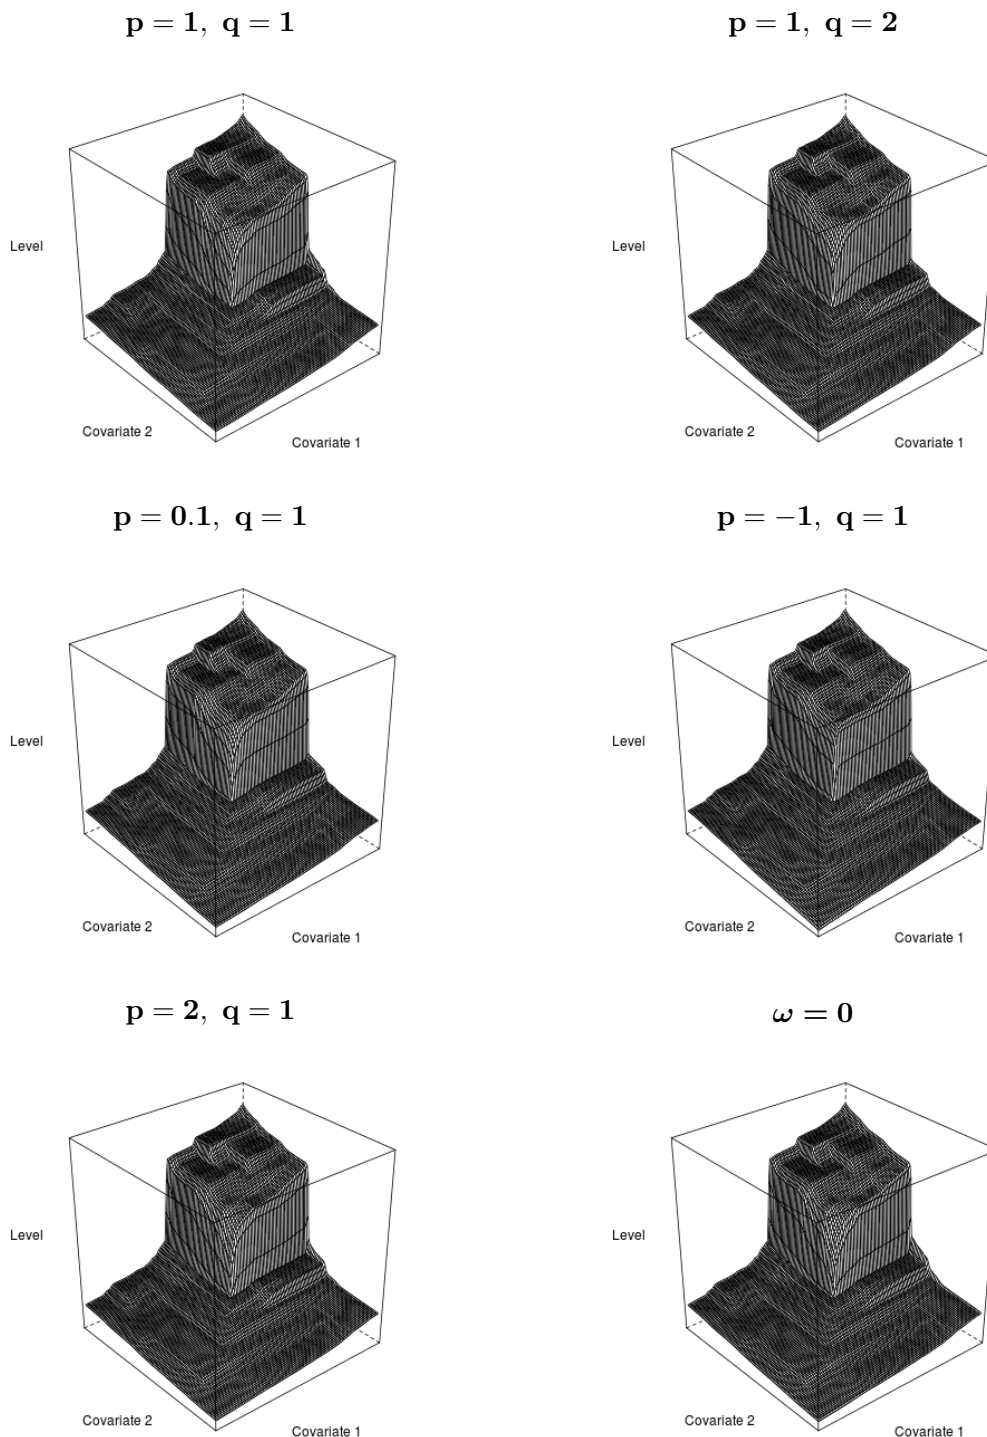 p = 1, q = 1
p = 1, q = 2
Level
Level
Covariate 2
Covariate 1
Covariate 2
Covariate 1
p = 0.1, q = 1
p = −1, q = 1
Level
Level
Covariate 2
Covariate 1
Covariate 2
Covariate 1
p = 2, q = 1
ω = 0
Level
Level
Covariate 2
Covariate 1
Covariate 2
Covariate 1